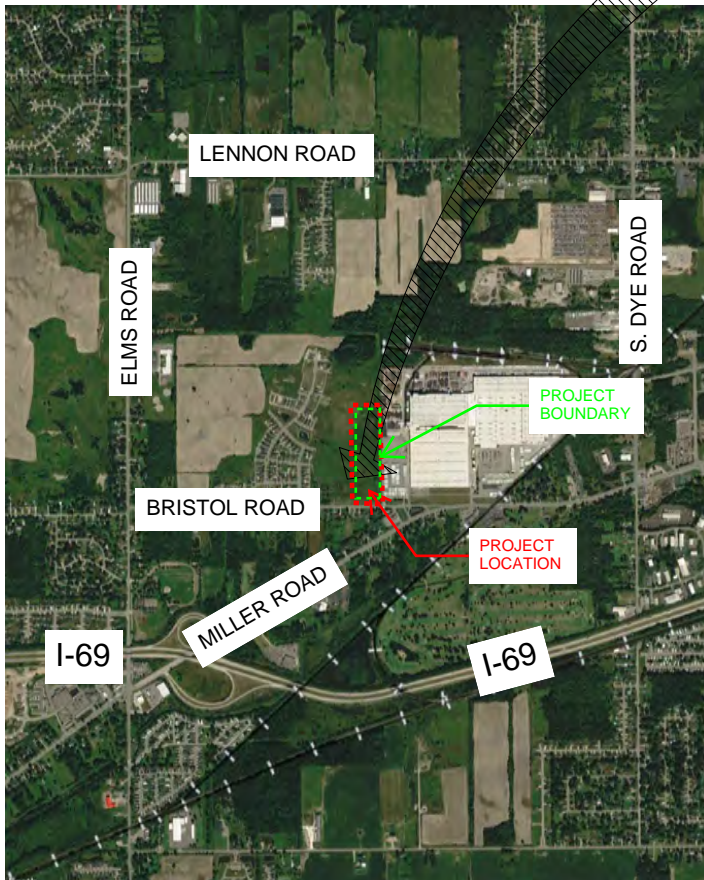 LENNON ROAD
ELMS ROAD
S. DYE ROAD
PROJECT
BOUNDARY
BRISTOL ROAD
PROJECT
LOCATION
MILLER ROAD
I-69
I-69